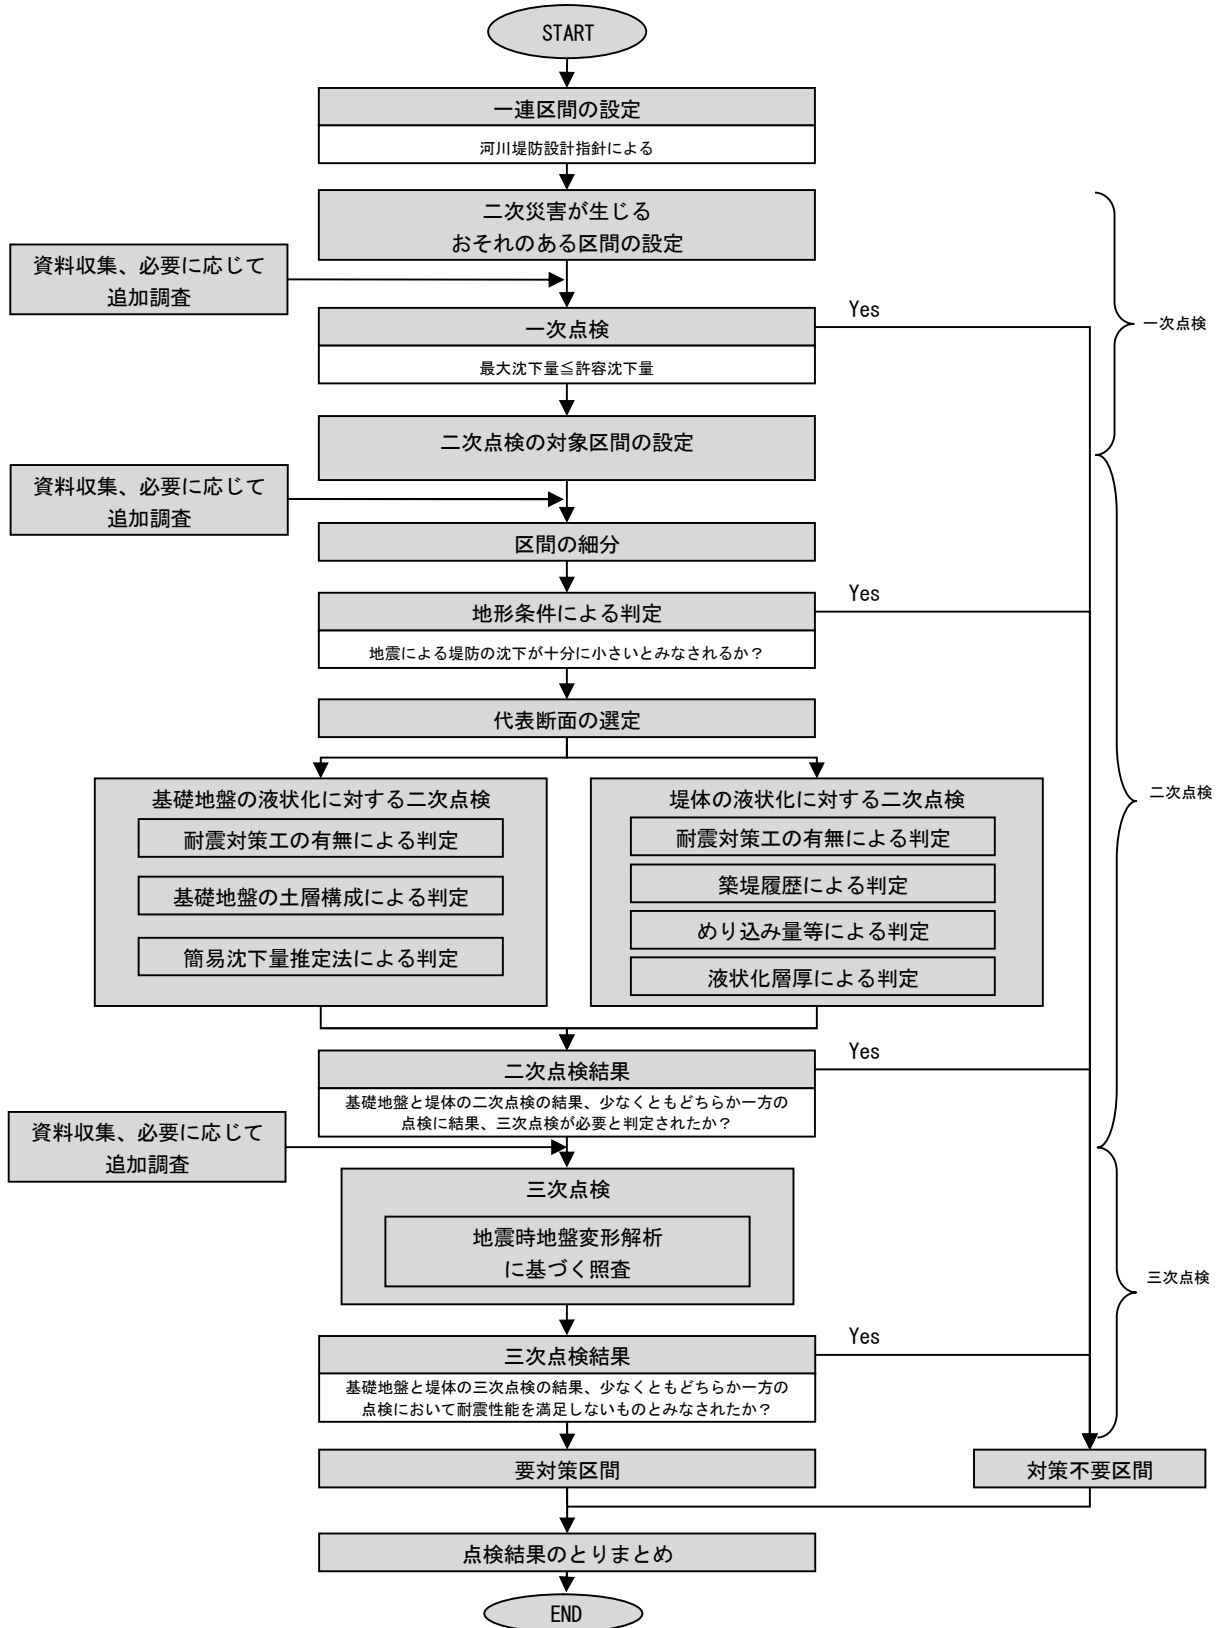 START
一連区間の設定
河川堤防設計指針による
二次災害が生じる
おそれのある区間の設定
資料収集、必要に応じて
追加調査
一次点検
Yes
最大沈下量≦許容沈下量
一次点検
二次点検の対象区間の設定
資料収集、必要に応じて
追加調査
区間の細分
地形条件による判定
Yes
地震による堤防の沈下が十分に小さいとみなされるか？
代表断面の選定
基礎地盤の液状化に対する二次点検
耐震対策工の有無による判定
基礎地盤の土層構成による判定
簡易沈下量推定法による判定
堤体の液状化に対する二次点検
耐震対策工の有無による判定
築堤履歴による判定
めり込み量等による判定
液状化層厚による判定
二次点検
二次点検結果
Yes
基礎地盤と堤体の二次点検の結果、少なくともどちらか一方の
点検に結果、三次点検が必要と判定されたか？
資料収集、必要に応じて
追加調査
三次点検
地震時地盤変形解析
に基づく照査
三次点検
三次点検結果
Yes
基礎地盤と堤体の三次点検の結果、少なくともどちらか一方の
点検において耐震性能を満足しないものとみなされたか？
要対策区間
対策不要区間
点検結果のとりまとめ
END